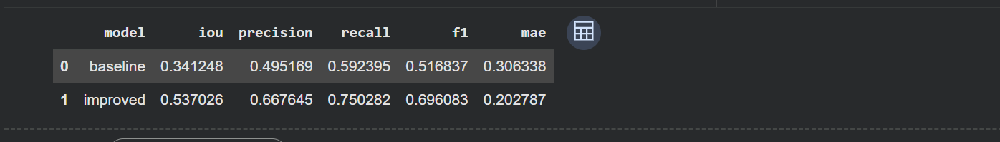 model iou precision recall f1 mae
0 baseline 0.341248 0.495169 0.592395 0.516837 0.306338
1 improved 0.537026 0.667645 0.750282 0.696083 0.202787